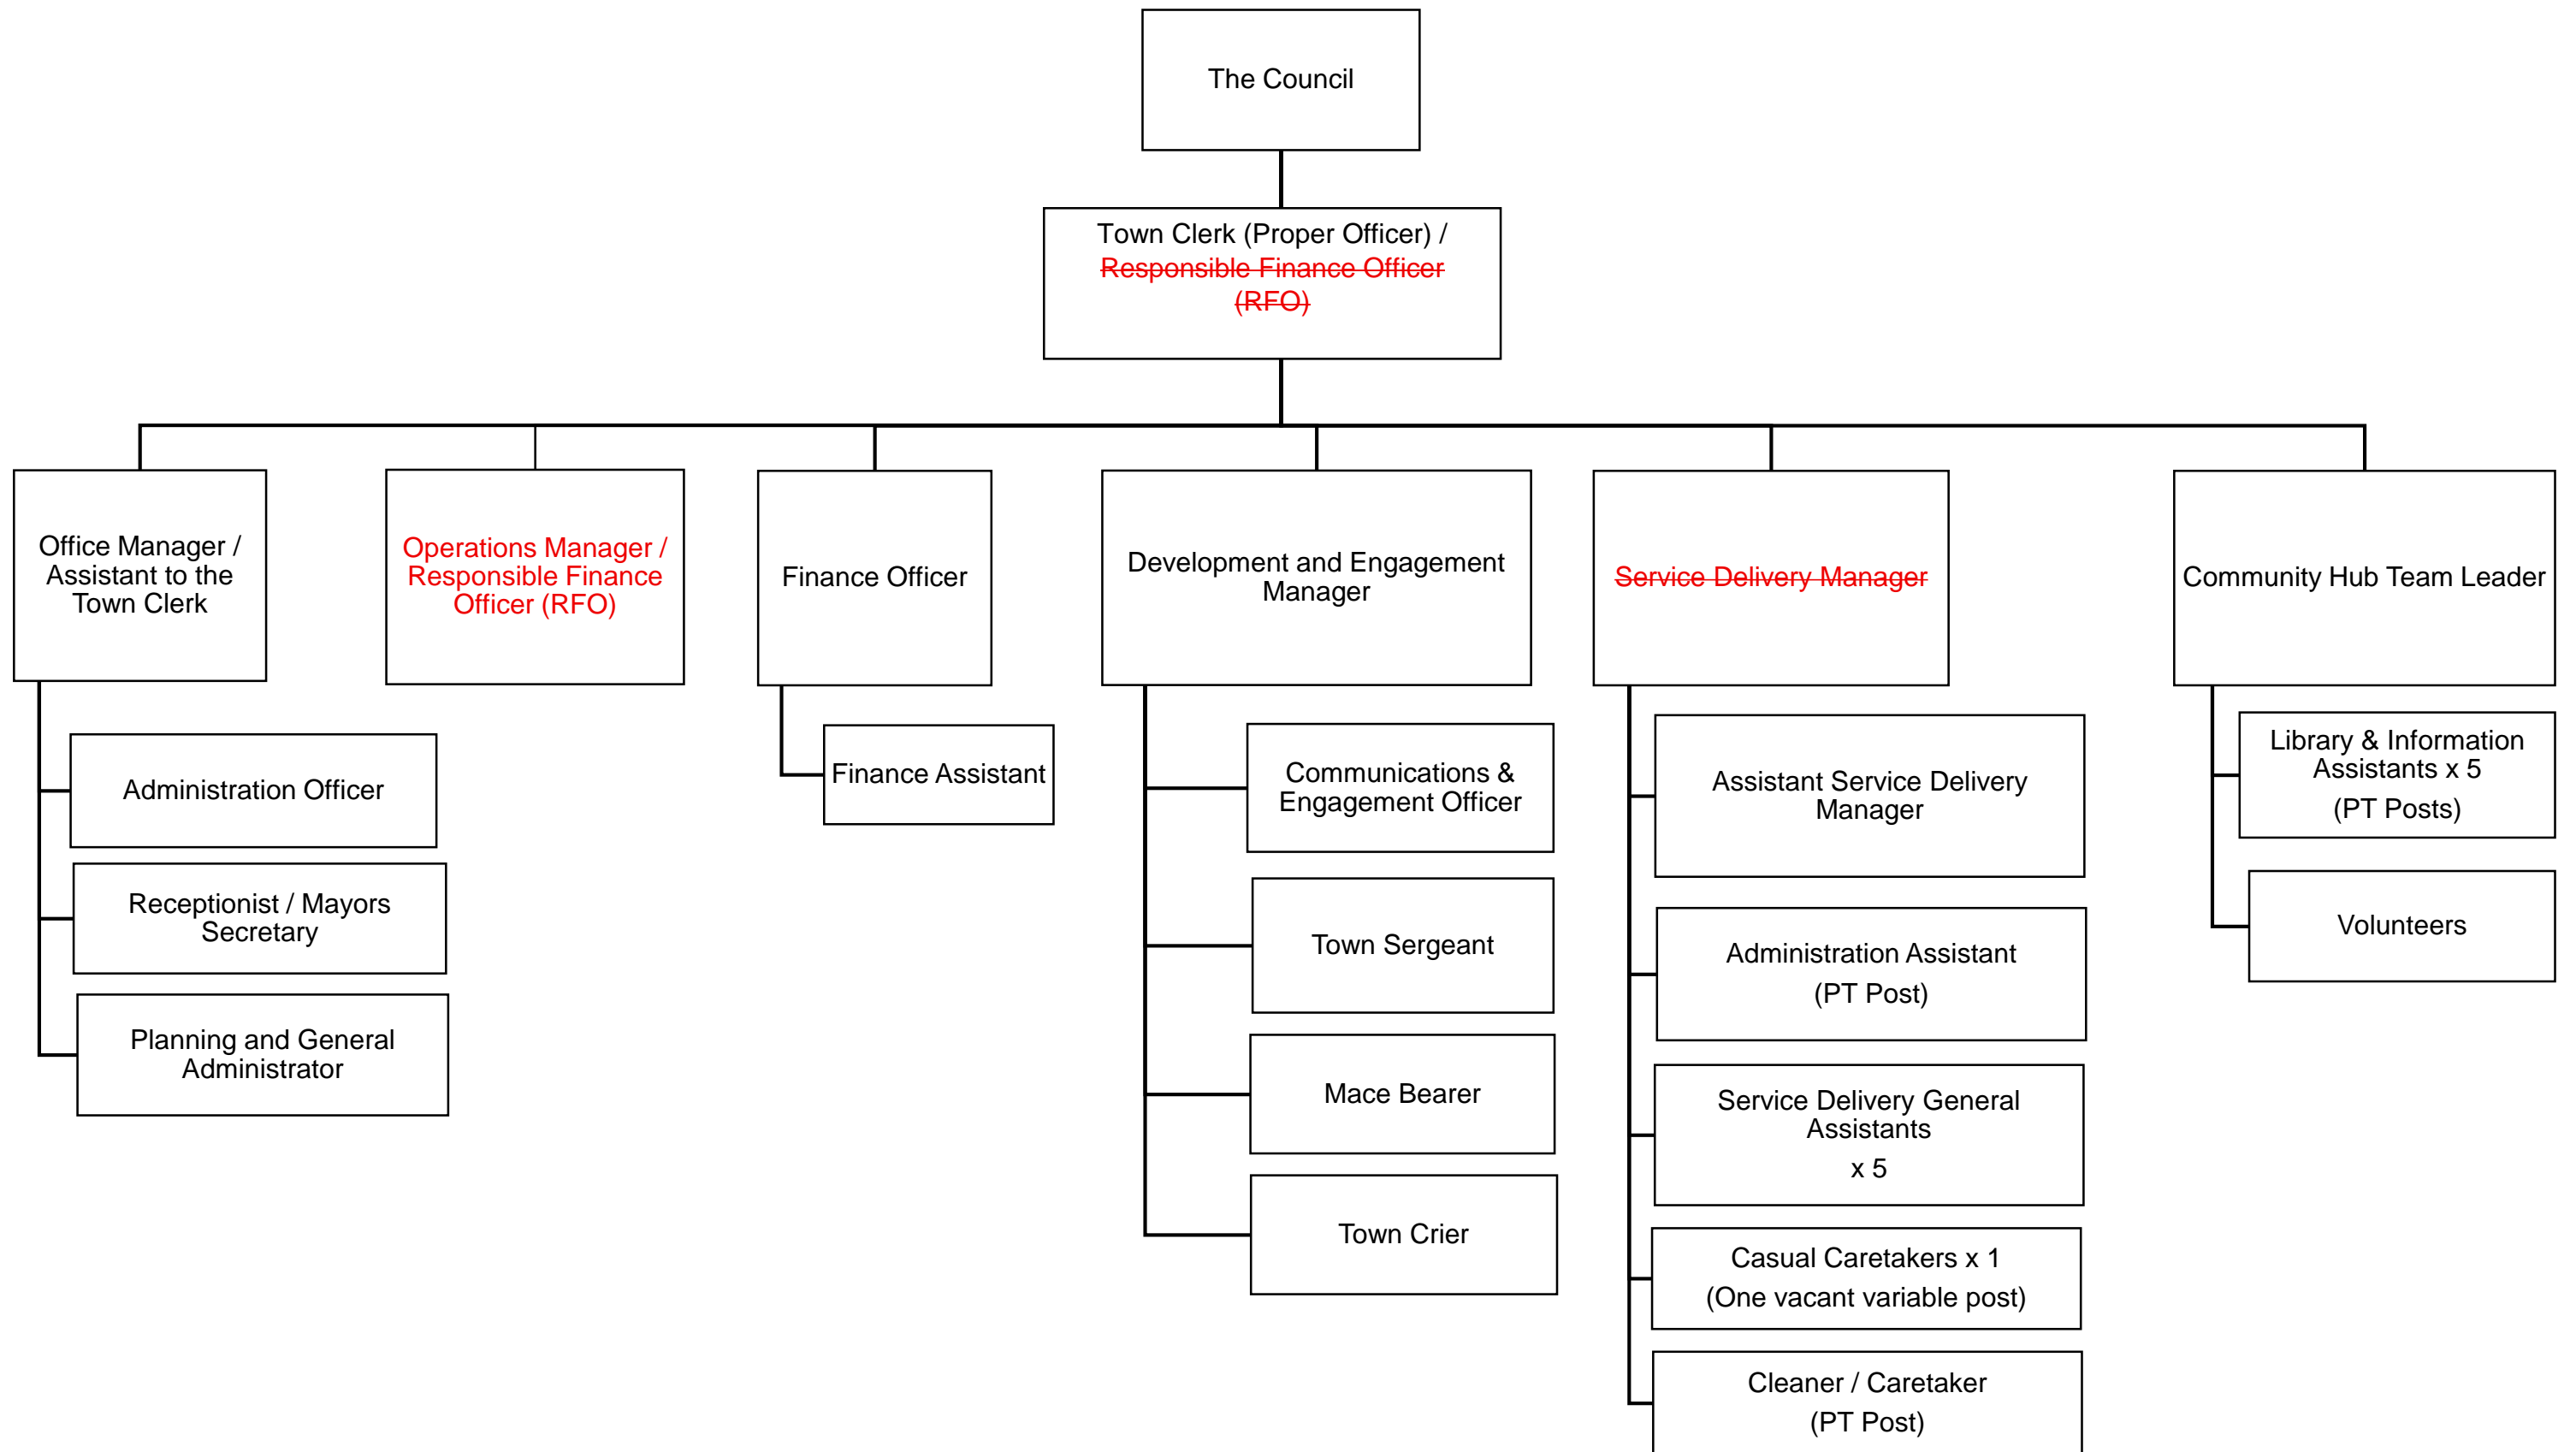 The Council
Town Clerk (Proper Officer) /
Responsible Finance Officer
(RFO)
Office Manager /
Assistant to the
Town Clerk
Operations Manager /
Responsible Finance
Officer (RFO)
Finance Officer
Development and Engagement
Manager
Service Delivery Manager
Community Hub Team Leader
Administration Officer
Receptionist / Mayors
Secretary
Planning and General
Administrator
Finance Assistant
Communications &
Engagement Officer
Town Sergeant
Mace Bearer
Town Crier
Assistant Service Delivery
Manager
Administration Assistant
(PT Post)
Service Delivery General
Assistants
x 5
Casual Caretakers x 1
(One vacant variable post)
Cleaner / Caretaker
(PT Post)
Library & Information
Assistants x 5
(PT Posts)
Volunteers